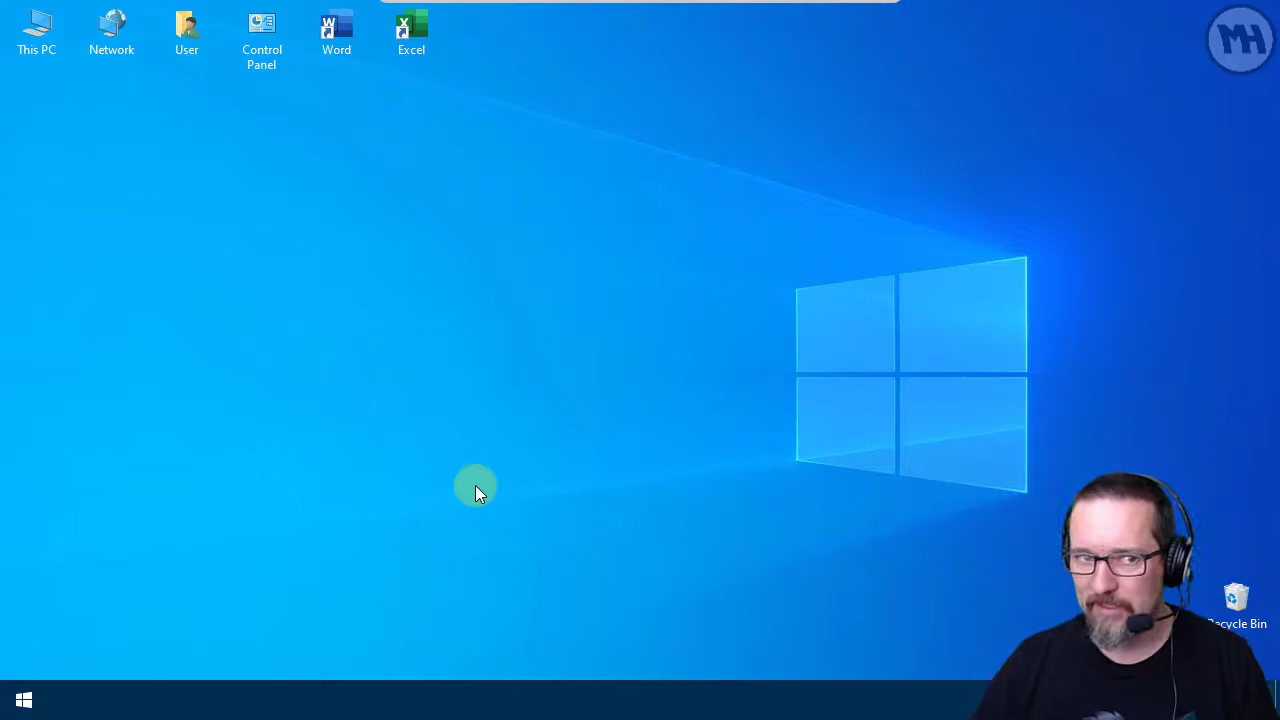 This PC
Network
User
Control
Panel
Word
Excel
MH
Recycle Bin